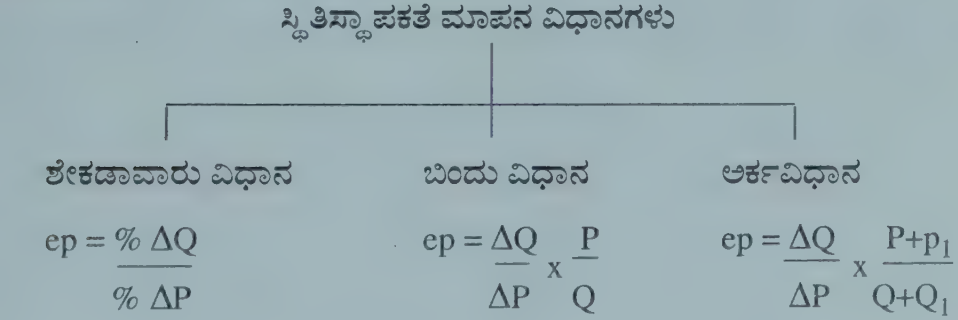 ಸ್ಥಿತಿಸ್ಥಾಪಕತೆ ಮಾಪನ ವಿಧಾನಗಳು
ಶೇಕಡಾವಾರು ವಿಧಾನ ಬಿಂದು ವಿಧಾನ ಅರ್ಕವಿಧಾನ
ep = % ΔQ ep = ΔQ x P ep = ΔQ x P+p₁
% ΔP ΔP Q ΔP Q+Q₁